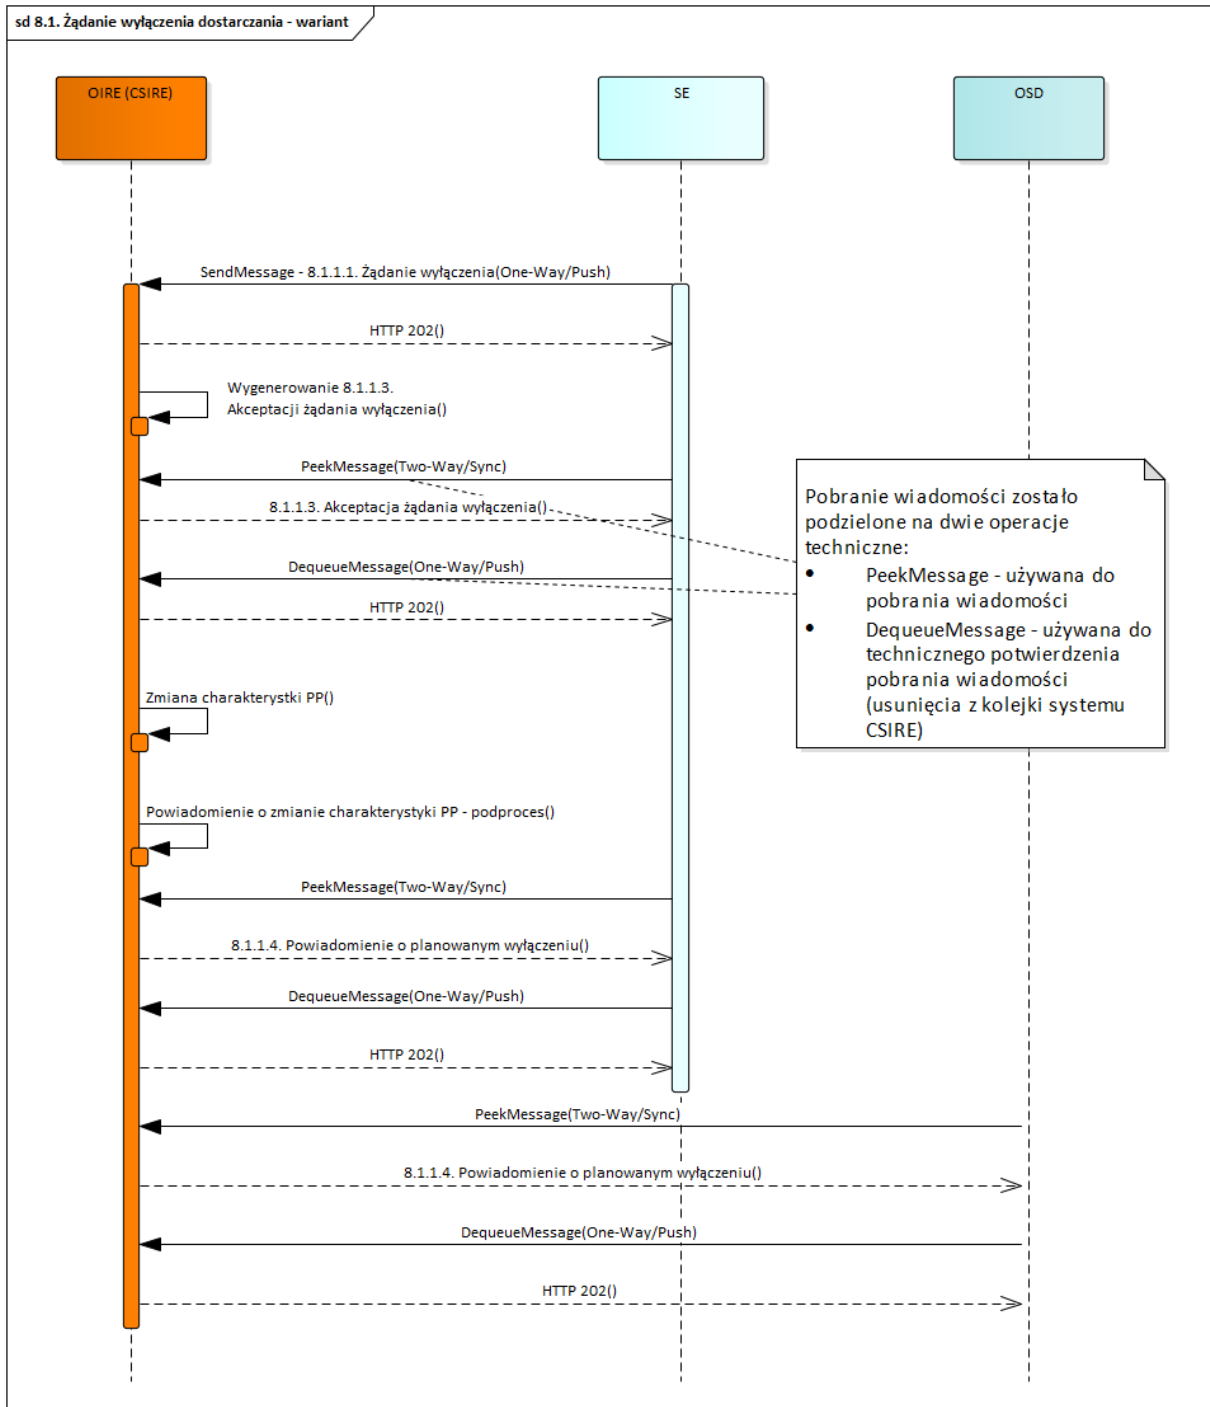 sd 8.1. Żądanie wyłączenia dostarczania - wariant
OIRE (CSIRE)
SE
OSD
SendMessage - 8.1.1.1. Żądanie wyłączenia(One-Way/Push)
HTTP 202()
Wygenerowanie 8.1.1.3.
Akceptacji żądania wyłączenia()
PeekMessage(Two-Way/Sync)
8.1.1.3. Akceptacja żądania wyłączenia()
DequeueMessage(One-Way/Push)
HTTP 202()
Pobranie wiadomości zostało
podzielone na dwie operacje
techniczne:
• PeekMessage - używana do
pobrania wiadomości
• DequeueMessage - używana do
technicznego potwierdzenia
pobrania wiadomości
(usunięcia z kolejki systemu
CSIRE)
Zmiana charakterystki PP()
Powiadomienie o zmianie charakterystyki PP - podproces()
PeekMessage(Two-Way/Sync)
8.1.1.4. Powiadomienie o planowanym wyłączeniu()
DequeueMessage(One-Way/Push)
HTTP 202()
PeekMessage(Two-Way/Sync)
8.1.1.4. Powiadomienie o planowanym wyłączeniu()
DequeueMessage(One-Way/Push)
HTTP 202()